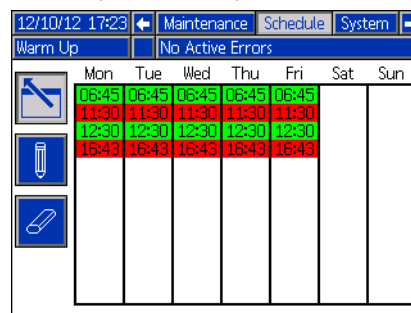 12/10/12 17:23 Maintenance Schedule System
Warm Up No Active Errors
Mon Tue Wed Thu Fri Sat Sun
06:45 06:45 06:45 06:45 06:45
11:30 11:30 11:30 11:30 11:30
12:30 12:30 12:30 12:30 12:30
16:43 16:43 16:43 16:43 16:43